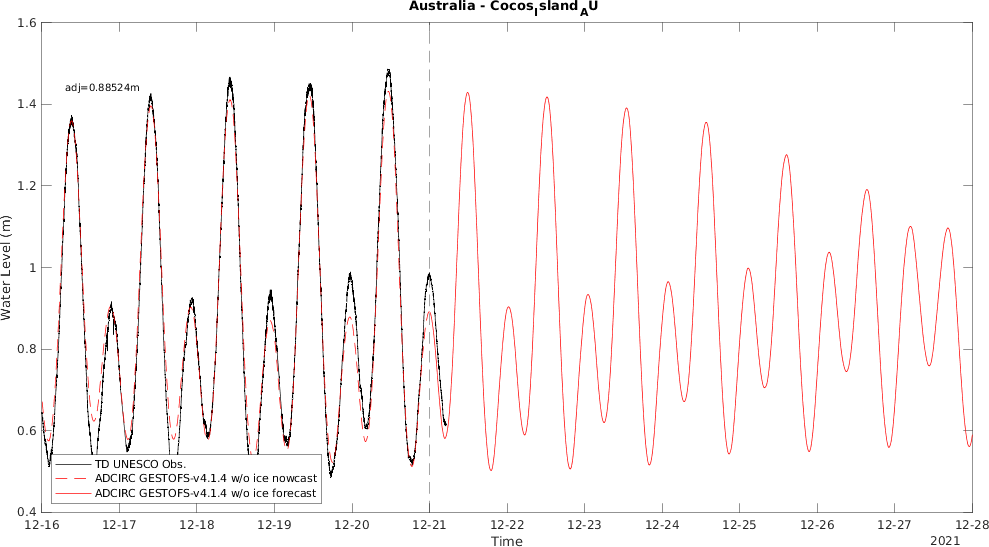 Australia - Cocos_Island_AU
1.6
1.4
1.2
1
0.8
0.6
0.4
Water Level (m)
adj=0.88524m
TD UNESCO Obs.
ADCIRC GESTOFS-v4.1.4 w/o ice nowcast
ADCIRC GESTOFS-v4.1.4 w/o ice forecast
12-16 12-17 12-18 12-19 12-20 12-21 12-22 12-23 12-24 12-25 12-26 12-27 12-28
Time
2021